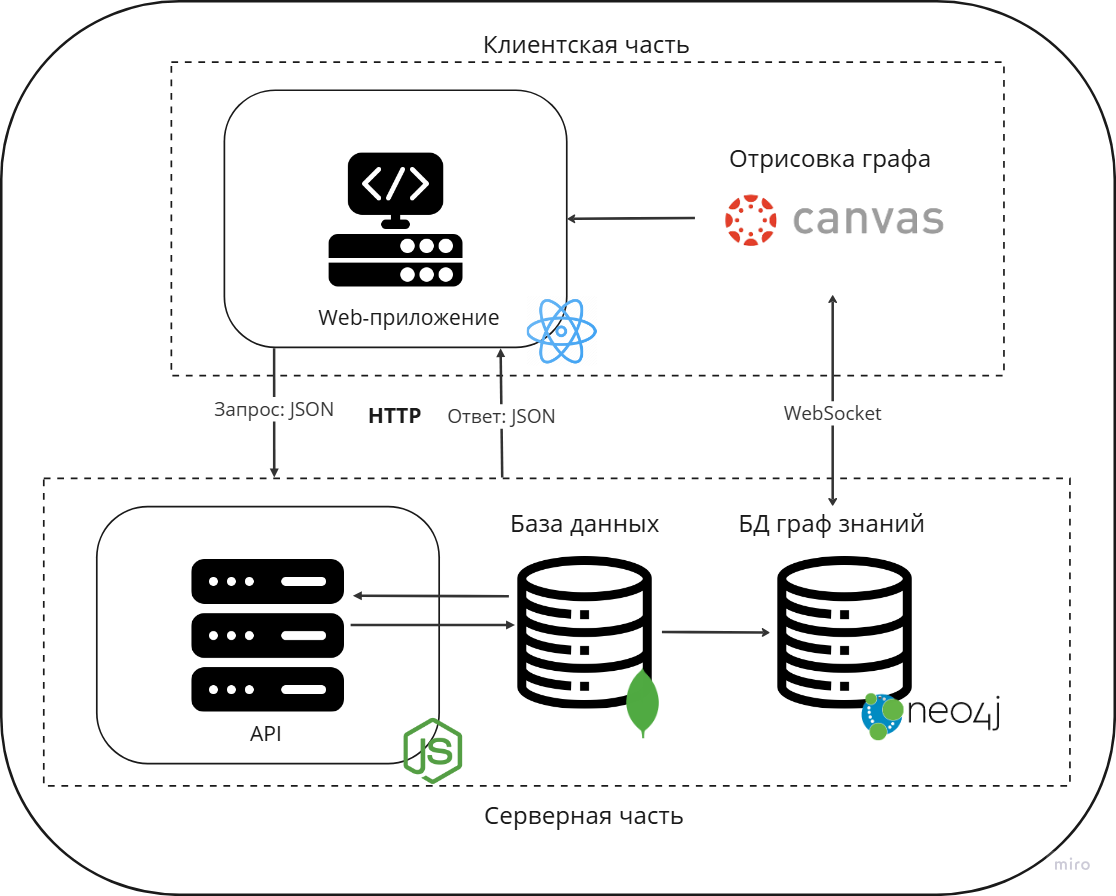 Клиентская часть
Отрисовка графа
canvas
</>
Web-приложение
Запрос: JSON
HTTP
Ответ: JSON
WebSocket
База данных
БД граф знаний
API
JS
neo4j
Серверная часть
miro